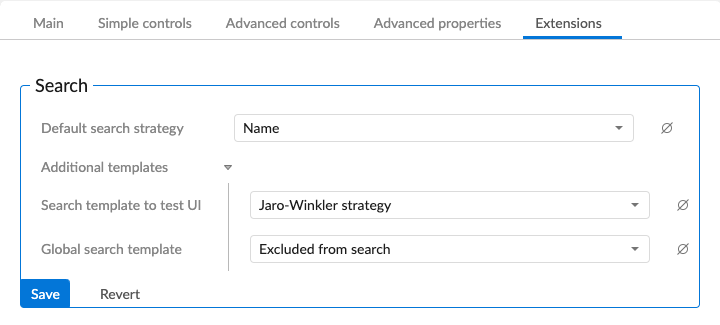 Main Simple controls Advanced controls Advanced properties Extensions
Search
Default search strategy Name
Additional templates
Search template to test UI Jaro-Winkler strategy
Global search template Excluded from search
Save Revert